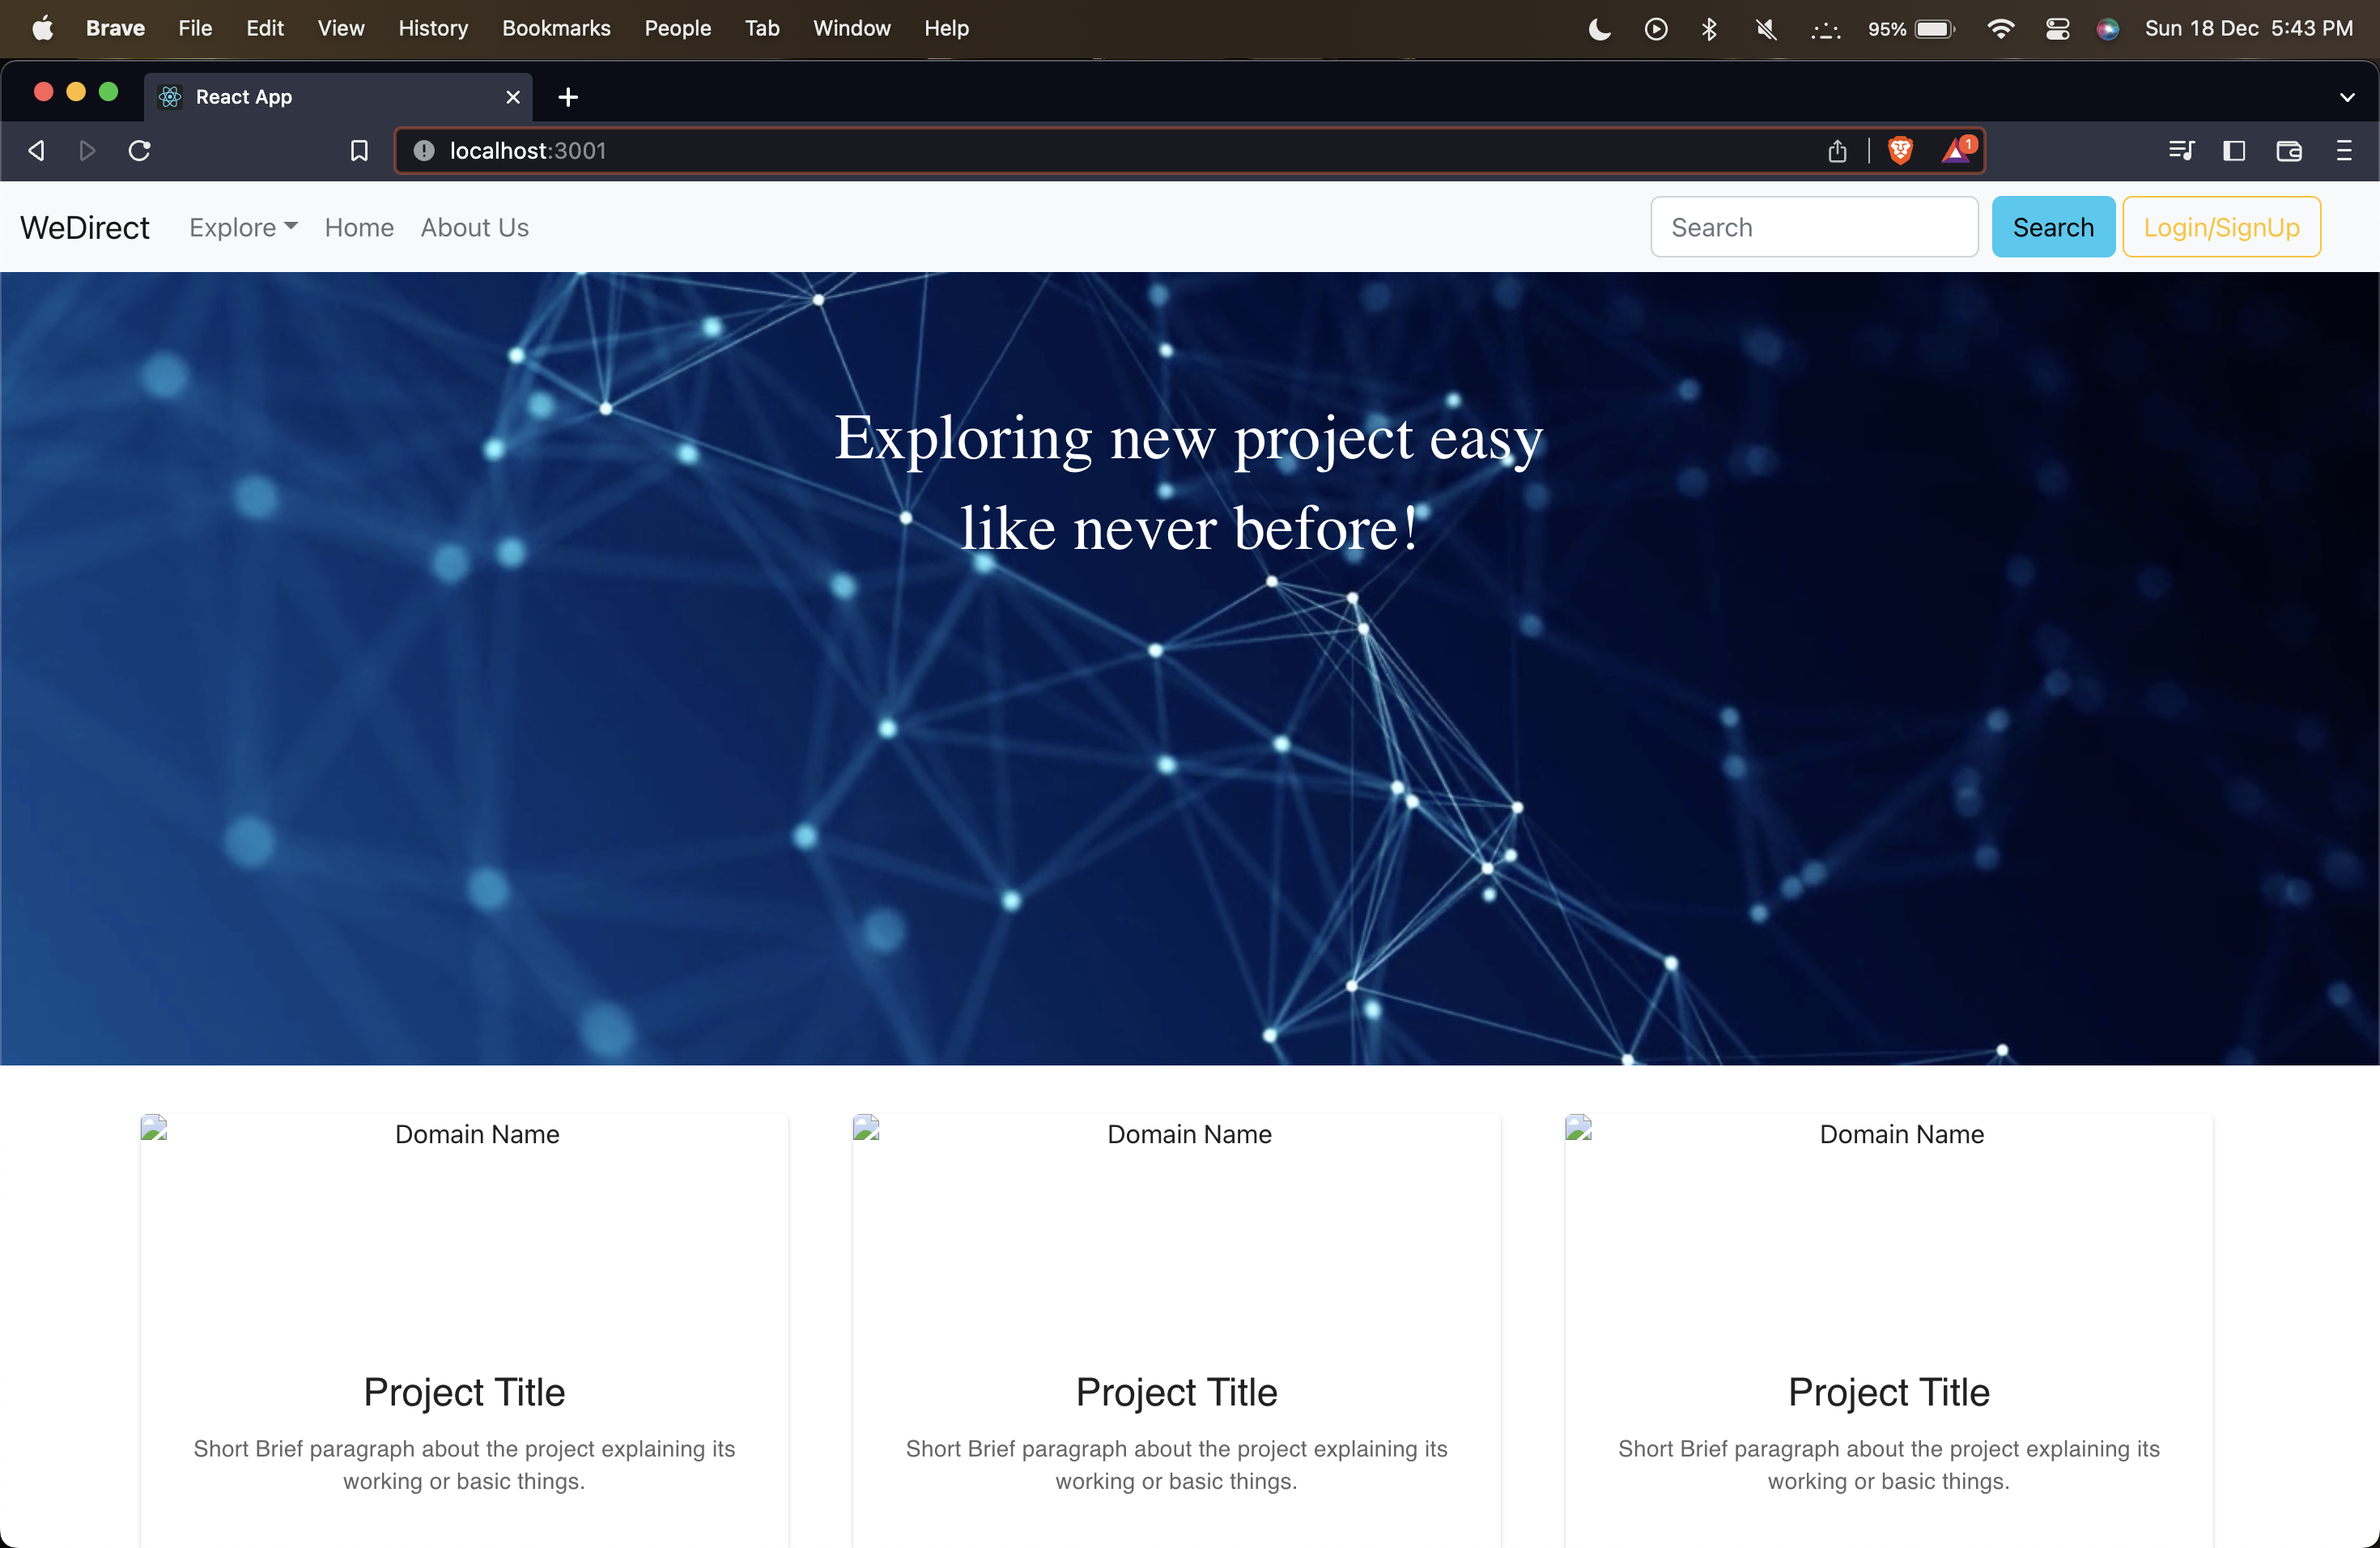 Brave File Edit View History Bookmarks People Tab Window Help 95% Sun 18 Dec 5:43 PM
React App
localhost:3001 1
WeDirect Explore Home About Us Search Search Login/SignUp
Exploring new project easy
like never before!
Domain Name Domain Name Domain Name
Project Title Project Title Project Title
Short Brief paragraph about the project explaining its
working or basic things.
Short Brief paragraph about the project explaining its
working or basic things.
Short Brief paragraph about the project explaining its
working or basic things.